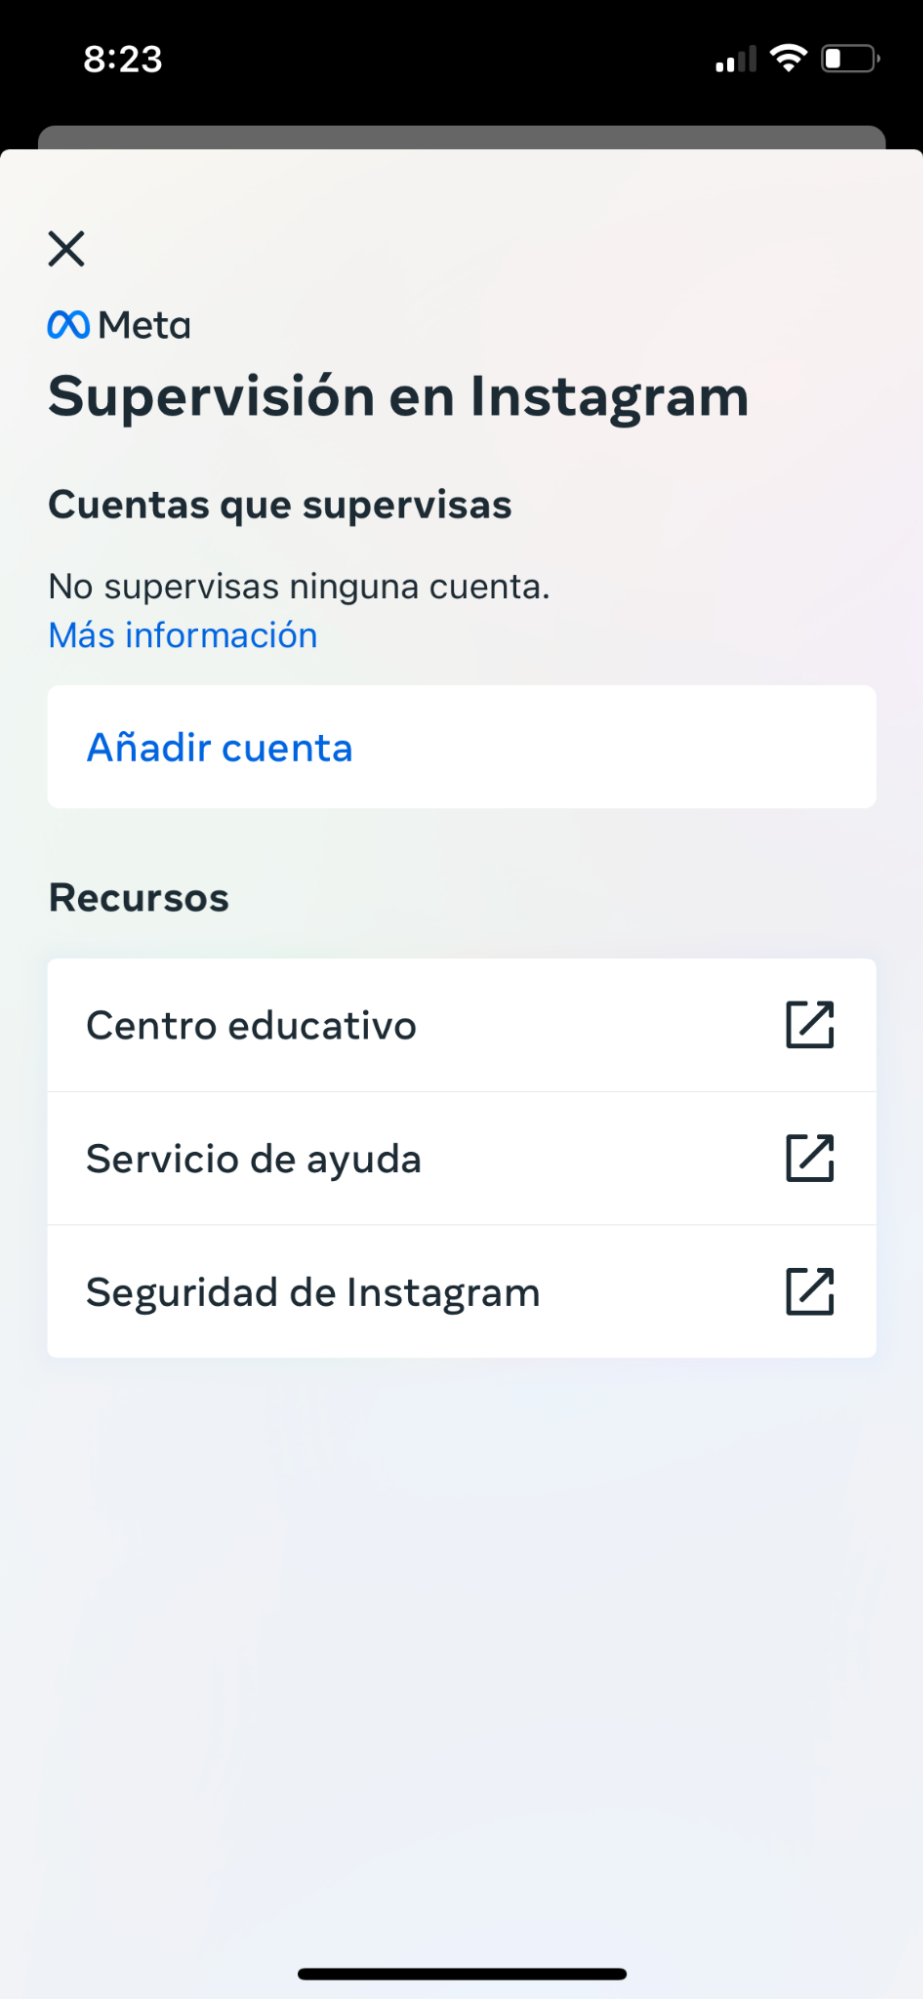 8:23
Meta
Supervisión en Instagram
Cuentas que supervisas
No supervisas ninguna cuenta.
Más información
Añadir cuenta
Recursos
Centro educativo
Servicio de ayuda
Seguridad de Instagram